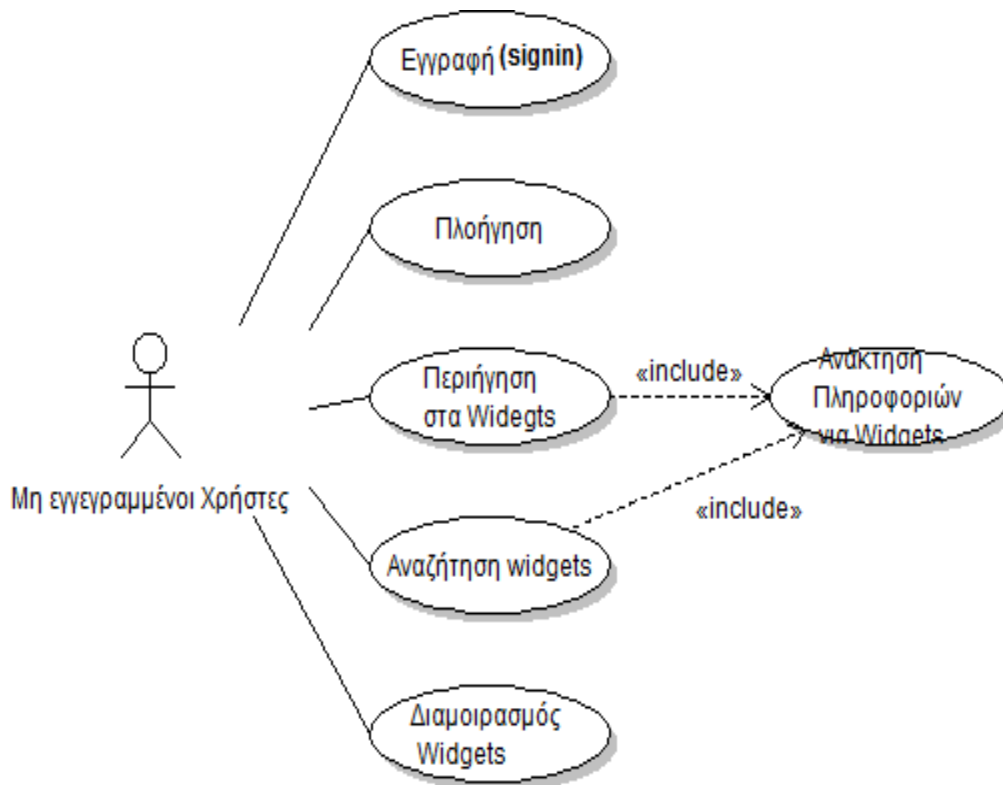 Εγγραφή (signin)
Πλοήγηση
Περιήγηση
στα Widegts
«include»
Ανάκτηση
Πληροφοριών
για Widgets
Μη εγγεγραμμένοι Χρήστες
«include»
Αναζήτηση widgets
Διαμοιρασμός
Widgets